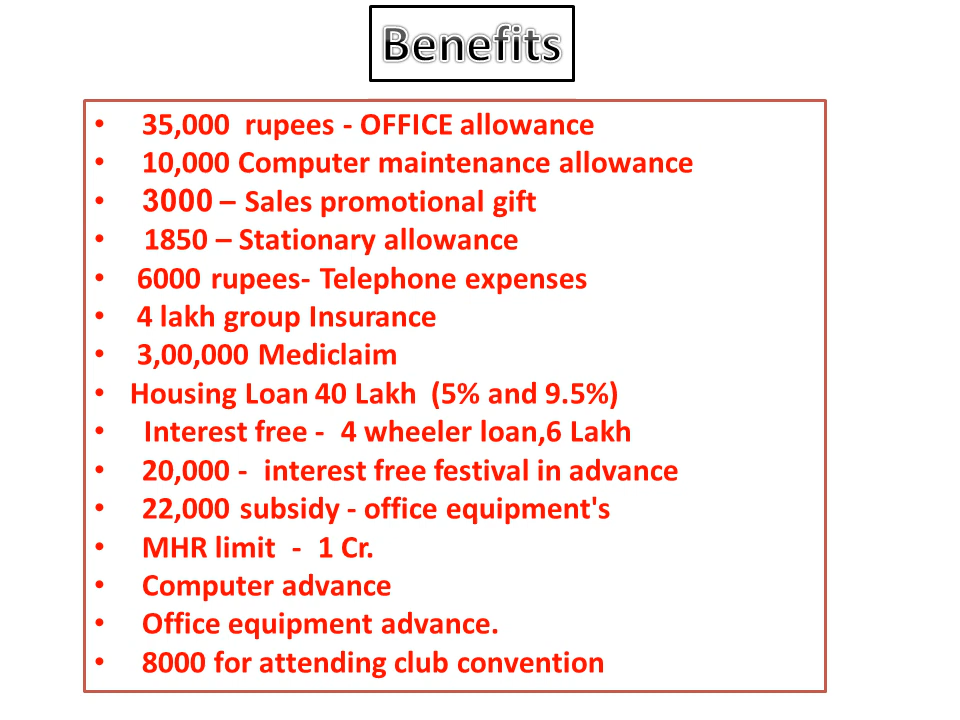 Benefits
• 35,000 rupees - OFFICE allowance
• 10,000 Computer maintenance allowance
• 3000 – Sales promotional gift
• 1850 – Stationary allowance
• 6000 rupees- Telephone expenses
• 4 lakh group Insurance
• 3,00,000 Mediclaim
• Housing Loan 40 Lakh (5% and 9.5%)
• Interest free - 4 wheeler loan,6 Lakh
• 20,000 - interest free festival in advance
• 22,000 subsidy - office equipment's
• MHR limit - 1 Cr.
• Computer advance
• Office equipment advance.
• 8000 for attending club convention